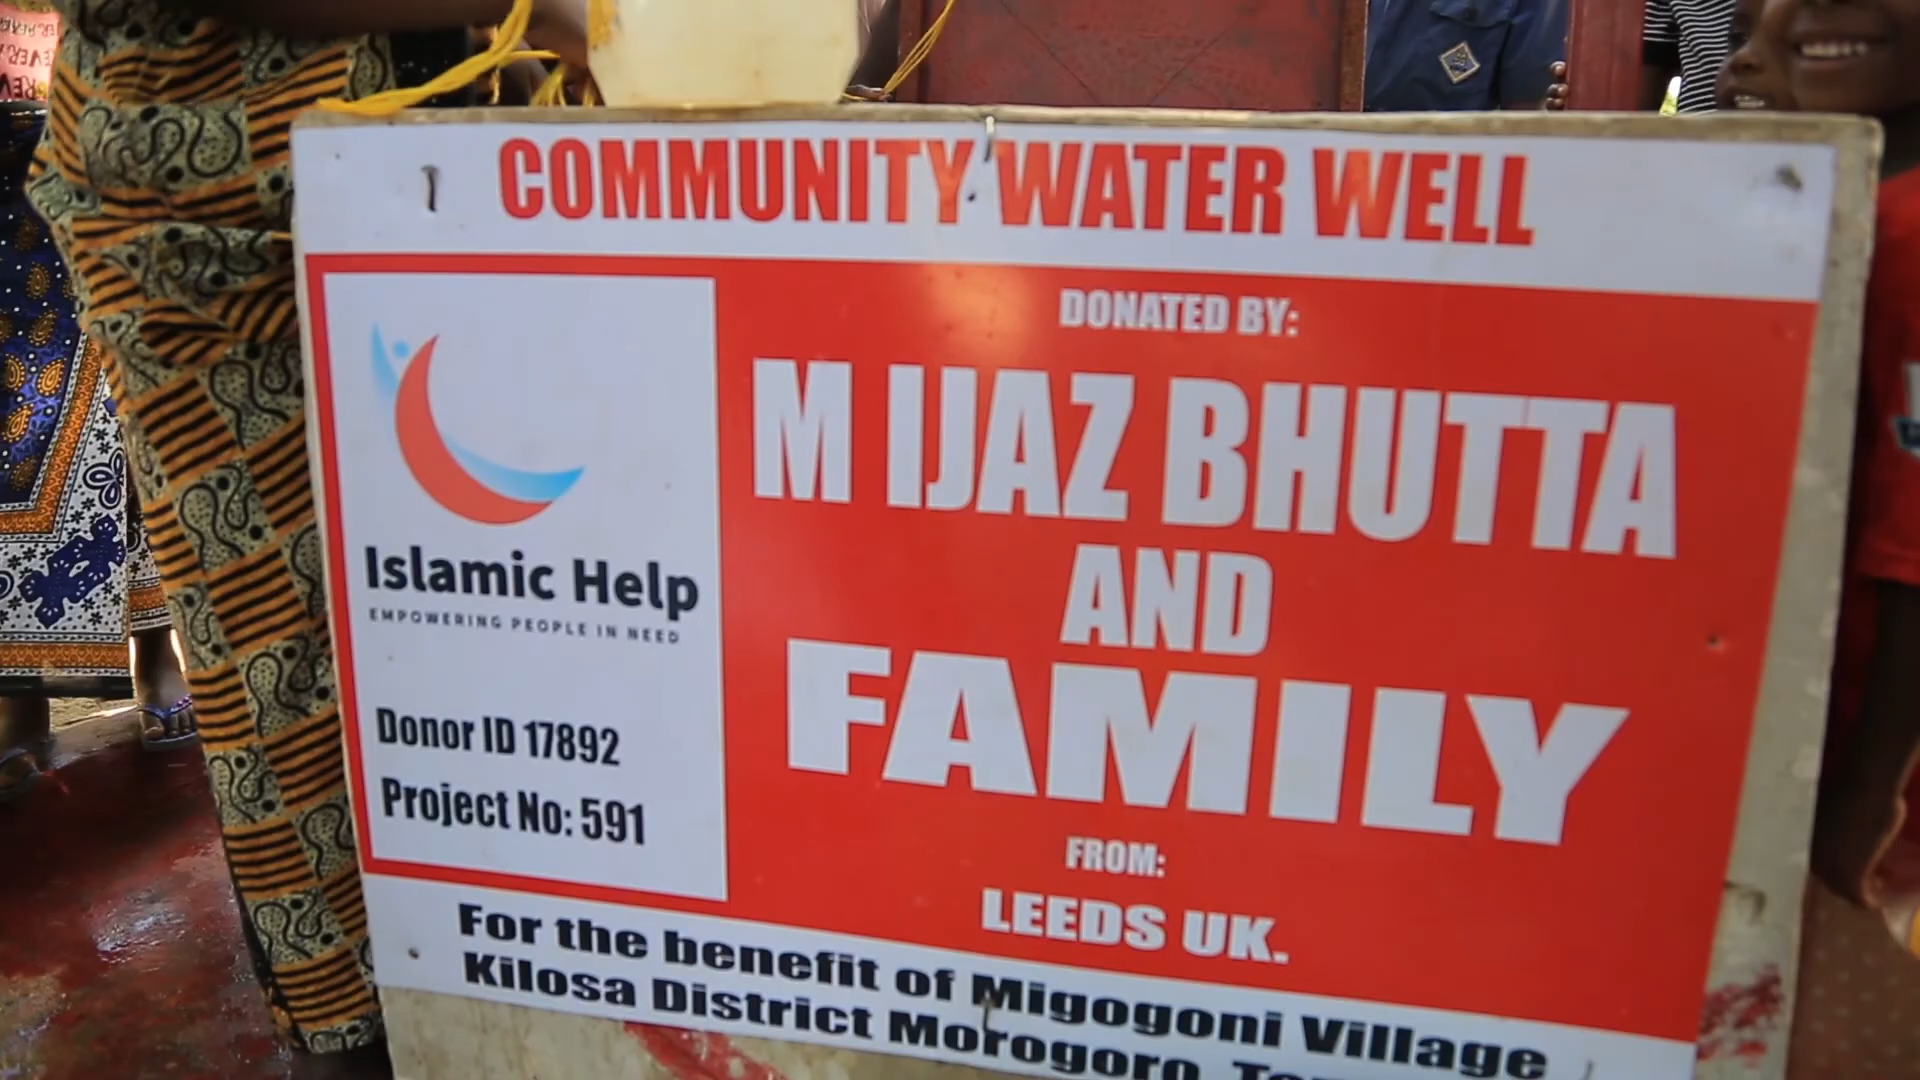 COMMUNITY WATER WELL
DONATED BY:
M IJAZ BHUTTA
AND
FAMILY
FROM:
LEEDS UK.
Islamic Help
EMPOWERING PEOPLE IN NEED
Donor ID 17892
Project No: 591
For the benefit of Migogoni Village
Kilosa District Morogoro